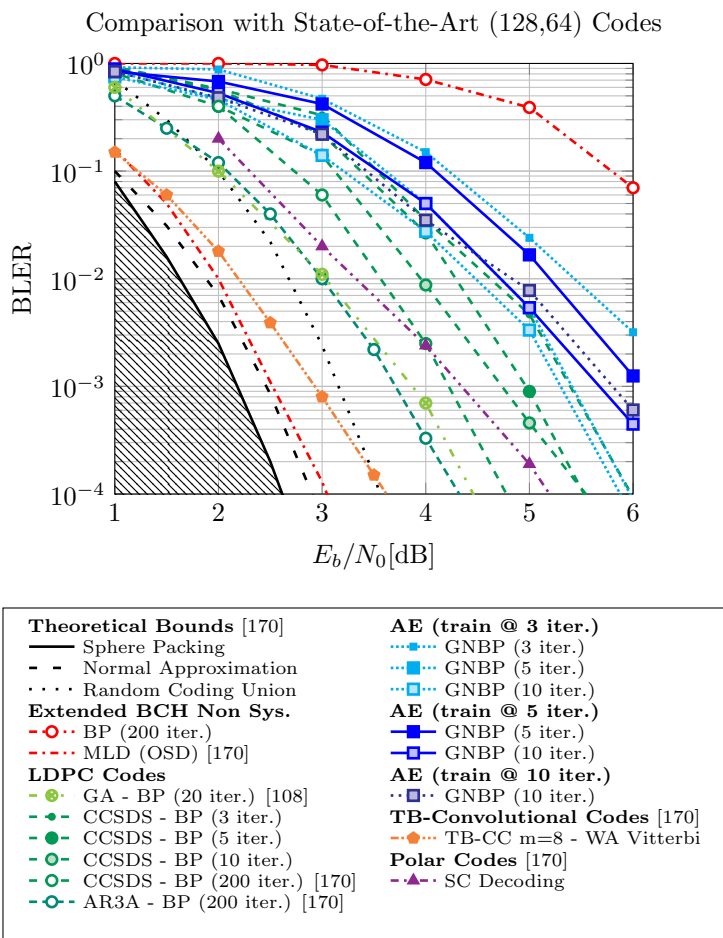 Comparison with State-of-the-Art (128,64) Codes
10^0
10^−1
10^−2
10^−3
10^−4
BLER
1 2 3 4 5 6
E_b/N_0[dB]
Theoretical Bounds [170]
Sphere Packing
Normal Approximation
Random Coding Union
Extended BCH Non Sys.
BP (200 iter.)
MLD (OSD) [170]
LDPC Codes
GA - BP (20 iter.) [108]
CCSDS - BP (3 iter.)
CCSDS - BP (5 iter.)
CCSDS - BP (10 iter.)
CCSDS - BP (200 iter.) [170]
AR3A - BP (200 iter.) [170]
AE (train @ 3 iter.)
GNBP (3 iter.)
GNBP (5 iter.)
GNBP (10 iter.)
AE (train @ 5 iter.)
GNBP (5 iter.)
GNBP (10 iter.)
AE (train @ 10 iter.)
GNBP (10 iter.)
TB-Convolutional Codes [170]
TB-CC m=8 - WA Vitterbi
Polar Codes [170]
SC Decoding